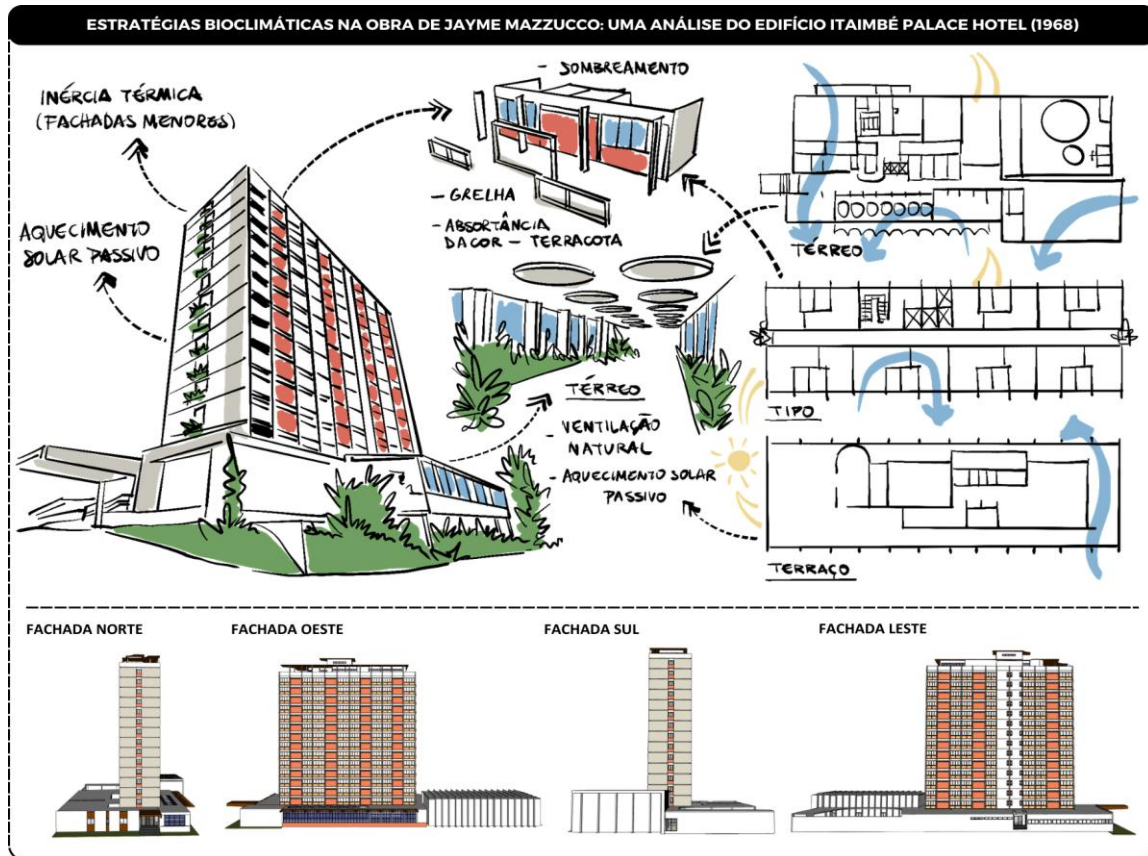 ESTRATÉGIAS BIOCLIMÁTICAS NA OBRA DE JAYME MAZZUCCO: UMA ANÁLISE DO EDIFÍCIO ITAIMBÉ PALACE HOTEL (1968)
INÉRCIA TÉRMICA
(FACHADAS MENORES)
AQUECIMENTO
SOLAR PASSIVO
- SOMBREAMENTO
- GRELHA
- ABSORTÂNCIA
DA COR - TERRACOTA
TÉRREO
- VENTILAÇÃO
NATURAL
- AQUECIMENTO SOLAR
PASSIVO
TÉRREO
TIPO
TERRAÇO
FACHADA NORTE
FACHADA OESTE
FACHADA SUL
FACHADA LESTE